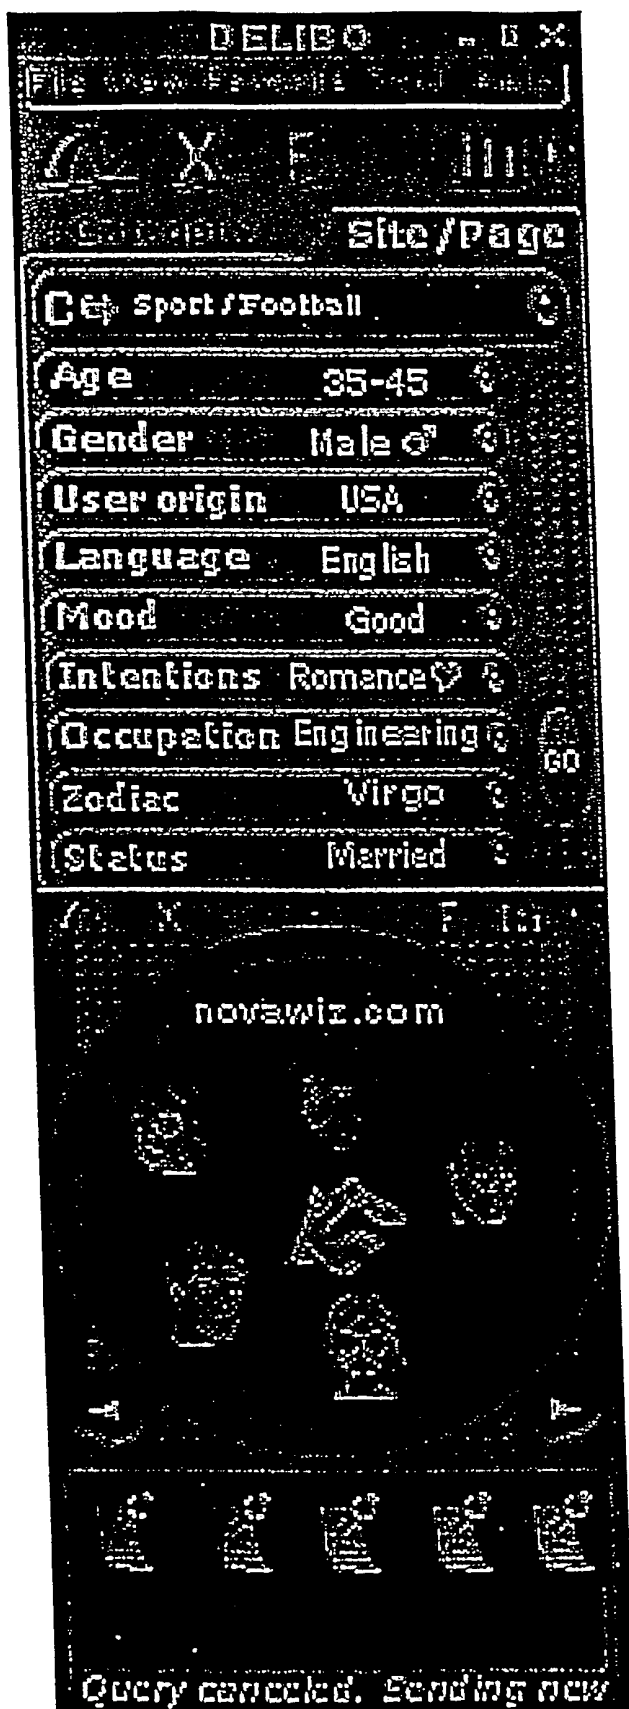 DELIBO
File
Site/Page
Sport/Football
Age 35-45
Gender Male ♂
User origin USA
Language English
Mood Good
Intentions Romance♡
Occupation Engineering
GO
Zodiac Virgo
Status Married
novawiz.com
Query canceled. Sending new